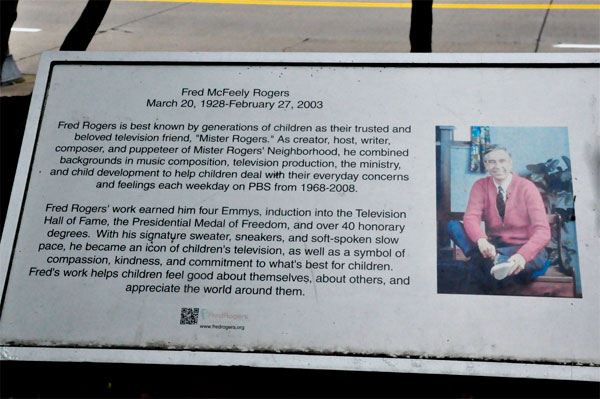 Fred McFeely Rogers
March 20, 1928-February 27, 2003
Fred Rogers is best known by generations of children as their trusted and
beloved television friend, "Mister Rogers." As creator, host, writer,
composer, and puppeteer of Mister Rogers' Neighborhood, he combined
backgrounds in music composition, television production, the ministry,
and child development to help children deal with their everyday concerns
and feelings each weekday on PBS from 1968-2008.
Fred Rogers' work earned him four Emmys, induction into the Television
Hall of Fame, the Presidential Medal of Freedom, and over 40 honorary
degrees. With his signature sweater, sneakers, and soft-spoken slow
pace, he became an icon of children's television, as well as a symbol of
compassion, kindness, and commitment to what's best for children.
Fred's work helps children feel good about themselves, about others, and
appreciate the world around them.
FredRogers
www.fredrogers.org